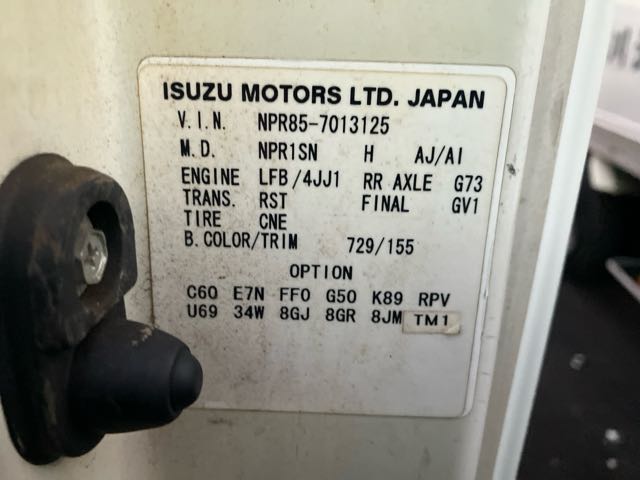 ISUZU MOTORS LTD. JAPAN
V.I.N. NPR85-7013125
M.D. NPR1SN H AJ/AI
ENGINE LFB/4JJ1 RR AXLE G73
TRANS. RST FINAL GV1
TIRE CNE
B.COLOR/TRIM 729/155
OPTION
C60 E7N FF0 G50 K89 RPV
U69 34W 8GJ 8GR 8JM TM1